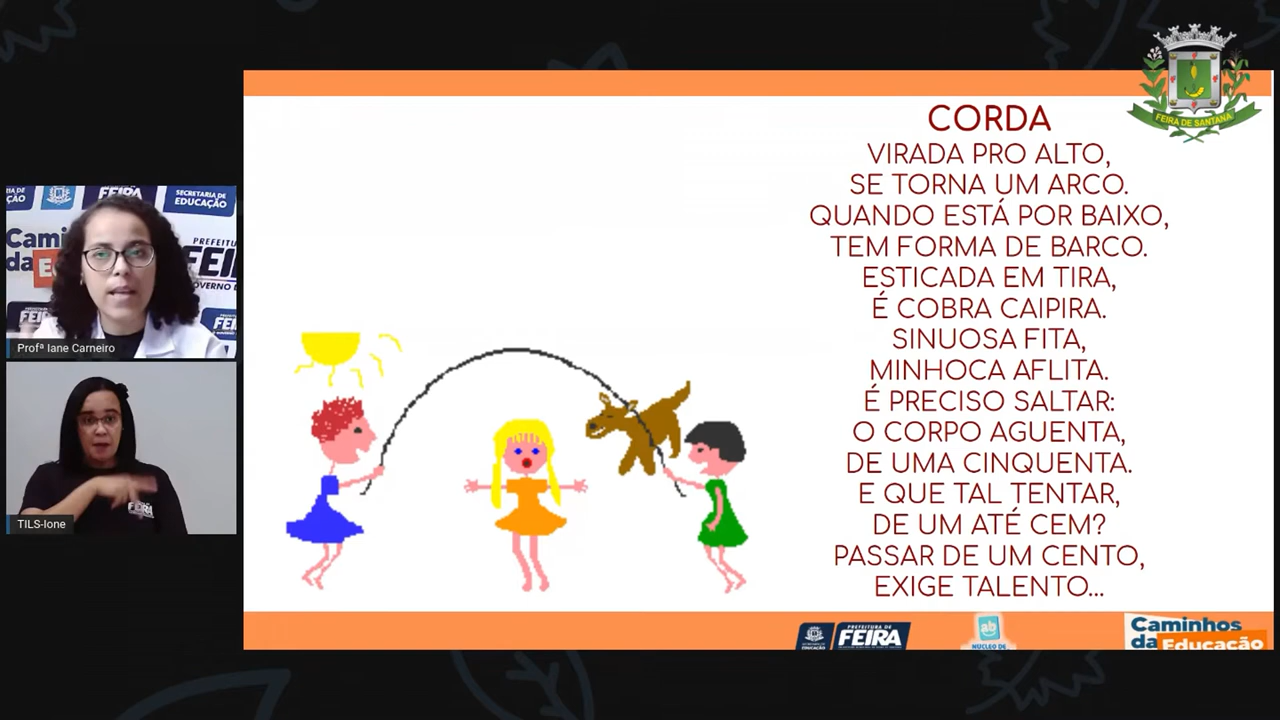 FEIRA DE SANTANA
CORDA
VIRADA PRO ALTO,
SE TORNA UM ARCO.
QUANDO ESTÁ POR BAIXO,
TEM FORMA DE BARCO.
ESTICADA EM TIRA,
É COBRA CAIPIRA.
SINUOSA FITA,
MINHOCA AFLITA.
É PRECISO SALTAR:
O CORPO AGUENTA,
DE UMA CINQUENTA.
E QUE TAL TENTAR,
DE UM ATÉ CEM?
PASSAR DE UM CENTO,
EXIGE TALENTO...
SECRETARIA DE
EDUCAÇÃO
FEIRA
Profª Iane Carneiro
FEIRA
TILS-Ione
PREFEITURA DE
FEIRA
NÚCLEO DE
Caminhos
da Educação